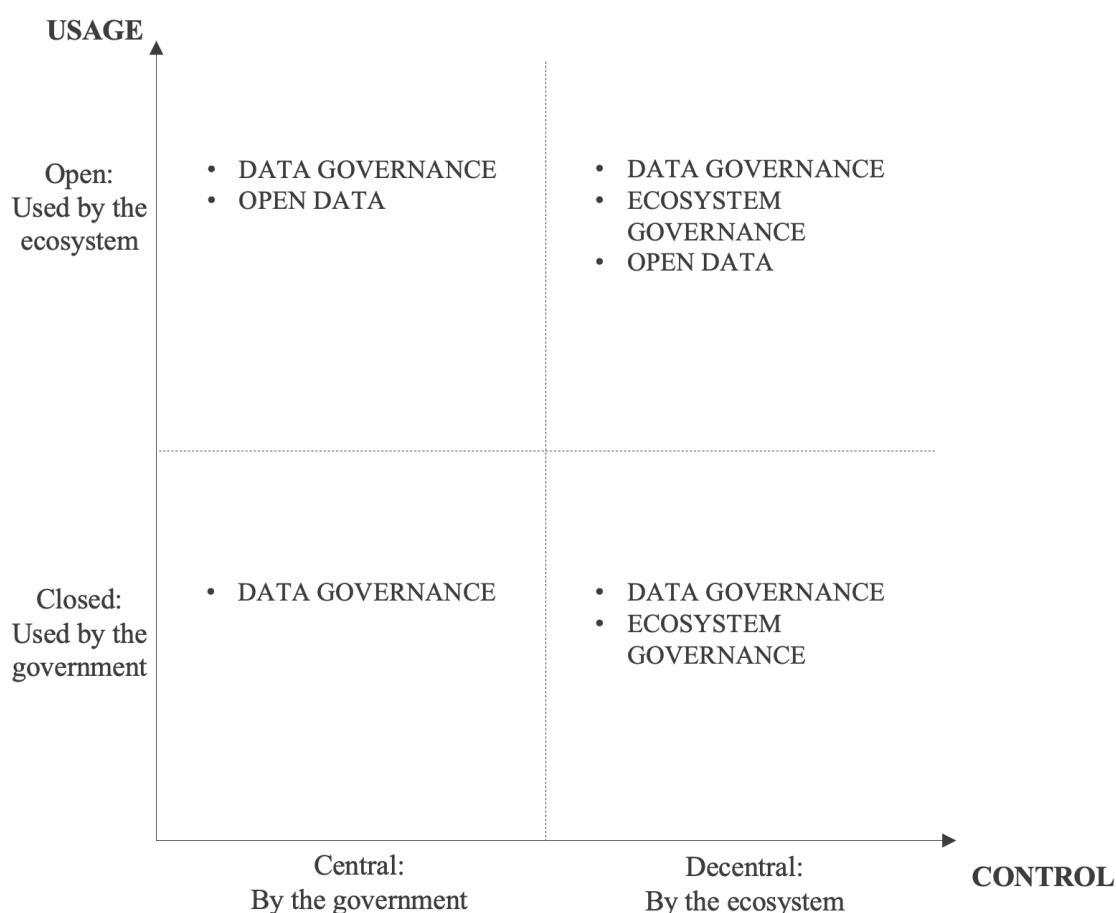 USAGE
Open:
Used by the
ecosystem
• DATA GOVERNANCE
• OPEN DATA
• DATA GOVERNANCE
• ECOSYSTEM
GOVERNANCE
• OPEN DATA
Closed:
Used by the
government
• DATA GOVERNANCE
• DATA GOVERNANCE
• ECOSYSTEM
GOVERNANCE
Central:
By the government
Decentral:
By the ecosystem
CONTROL